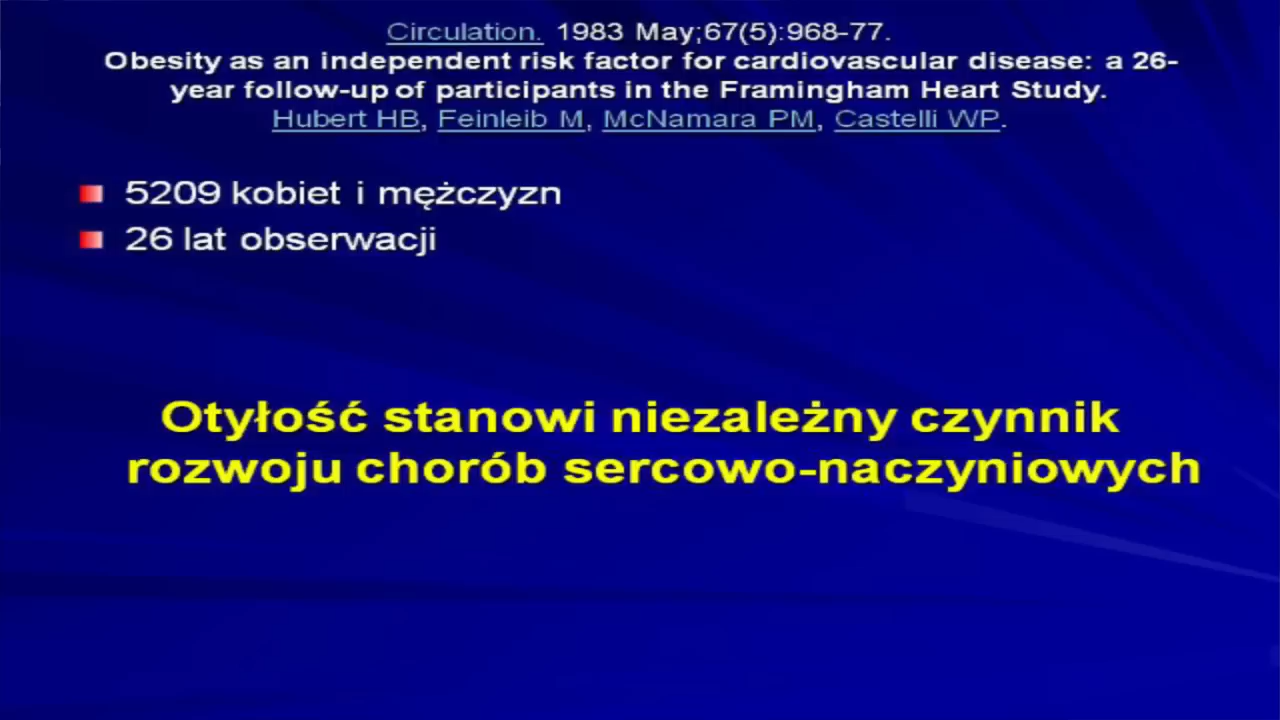 Circulation. 1983 May;67(5):968-77.
Obesity as an independent risk factor for cardiovascular disease: a 26-
year follow-up of participants in the Framingham Heart Study.
Hubert HB, Feinleib M, McNamara PM, Castelli WP.
5209 kobiet i mężczyzn
26 lat obserwacji
Otyłość stanowi niezależny czynnik
rozwoju chorób sercowo-naczyniowych